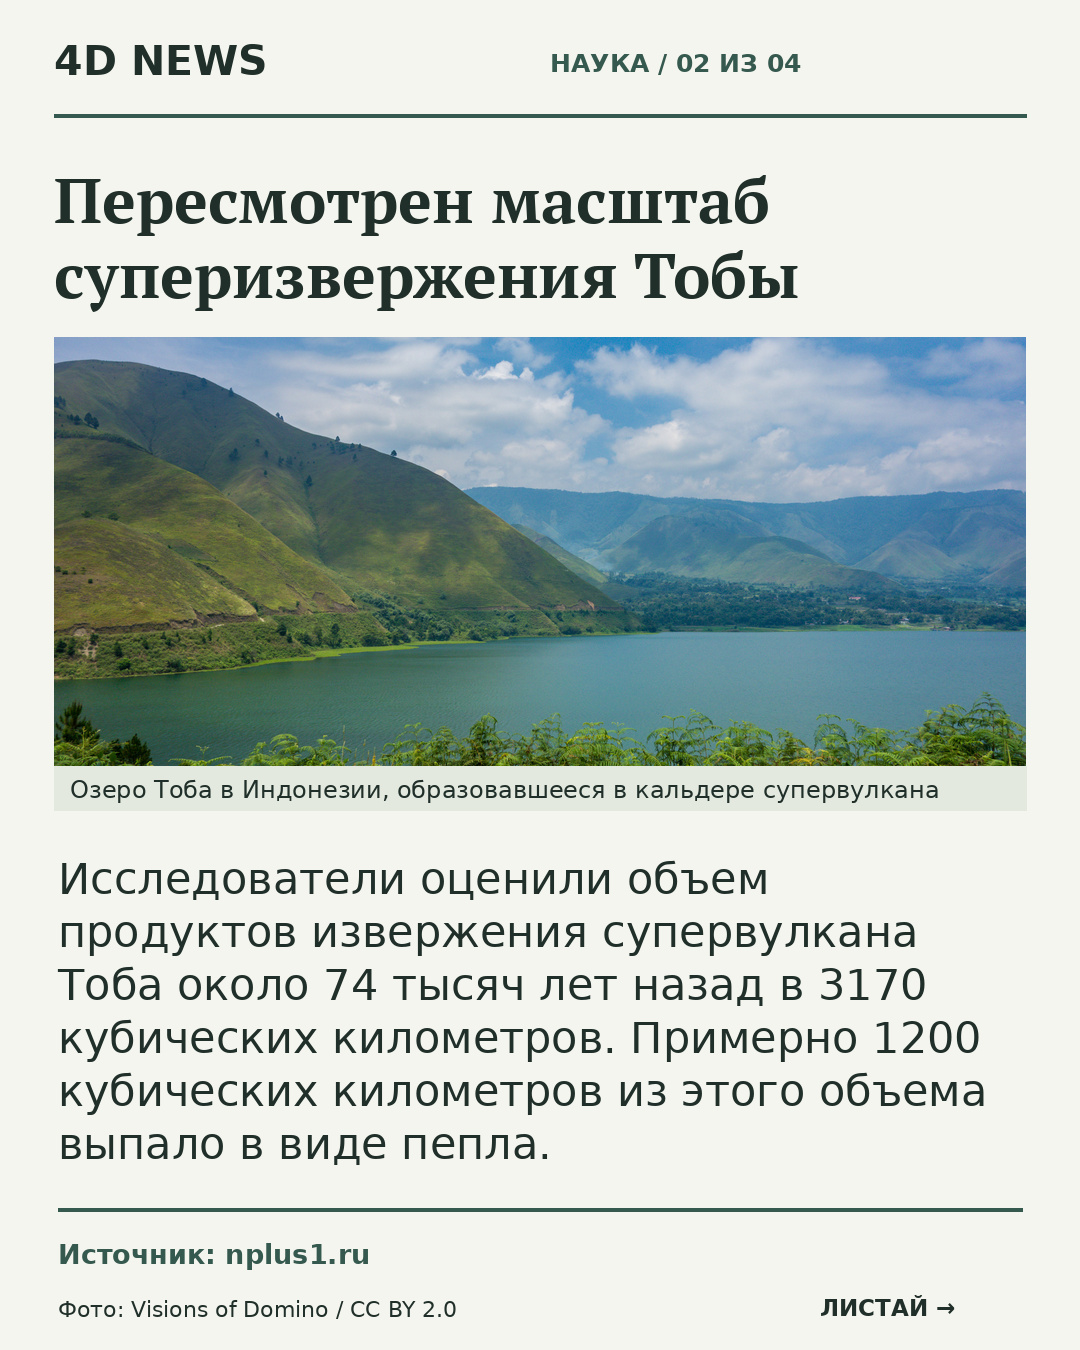 4D NEWS
НАУКА / 02 ИЗ 04
Пересмотрен масштаб
суперизвержения Тобы
Озеро Тоба в Индонезии, образовавшееся в кальдере супервулкана
Исследователи оценили объем
продуктов извержения супервулкана
Тоба около 74 тысяч лет назад в 3170
кубических километров. Примерно 1200
кубических километров из этого объема
выпало в виде пепла.
Источник: nplus1.ru
Фото: Visions of Domino / CC BY 2.0
ЛИСТАЙ →